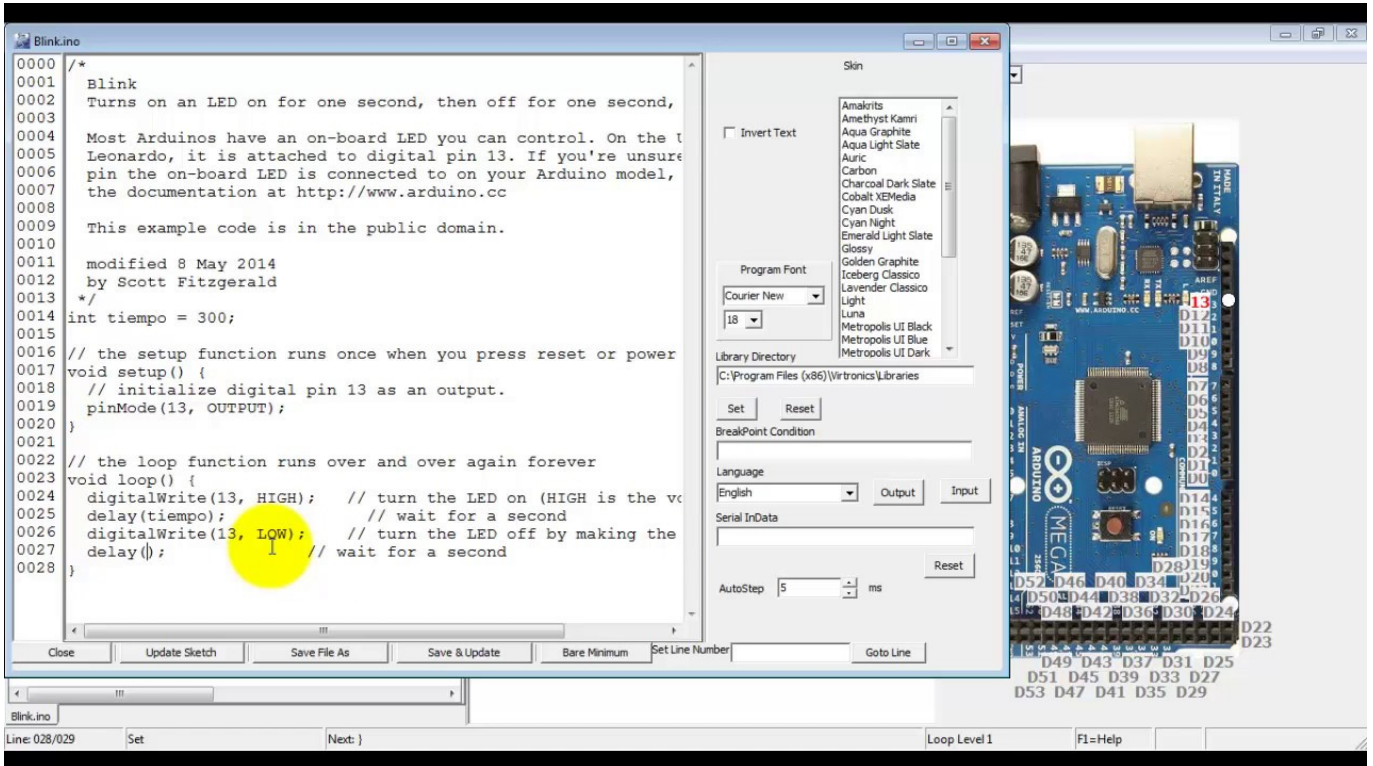 Blink.ino
0000 /*
0001 Blink
0002 Turns on an LED on for one second, then off for one second,
0003
0004 Most Arduinos have an on-board LED you can control. On the U
0005 Leonardo, it is attached to digital pin 13. If you're unsure
0006 pin the on-board LED is connected to on your Arduino model,
0007 the documentation at http://www.arduino.cc
0008
0009 This example code is in the public domain.
0010
0011 modified 8 May 2014
0012 by Scott Fitzgerald
0013 */
0014 int tiempo = 300;
0015
0016 // the setup function runs once when you press reset or power
0017 void setup() {
0018 // initialize digital pin 13 as an output.
0019 pinMode(13, OUTPUT);
0020 }
0021
0022 // the loop function runs over and over again forever
0023 void loop() {
0024 digitalWrite(13, HIGH); // turn the LED on (HIGH is the vo
0025 delay(tiempo); // wait for a second
0026 digitalWrite(13, LOW); // turn the LED off by making the
0027 delay(); // wait for a second
0028 }
Close Update Sketch Save File As Save & Update Bare Minimum Set Line Number Goto Line
Skin
Invert Text
Amakrits
Amethyst Kamri
Aqua Graphite
Aqua Light Slate
Auric
Carbon
Charcoal Dark Slate
Cobalt XEMedia
Cyan Dusk
Cyan Night
Emerald Light Slate
Glossy
Golden Graphite
Iceberg Classico
Lavender Classico
Light
Luna
Metropolis UI Black
Metropolis UI Blue
Metropolis UI Dark
Program Font
Courier New
18
Library Directory
C:\Program Files (x86)\Virtronics\Libraries
Set Reset
BreakPoint Condition
Language
English Output Input
Serial InData
Reset
AutoStep 5 ms
MADE
IN ITALY
AREF
GND
WWW.ARDUINO.CC
13
D12
D11
D10
D9
D8
D7
D6
D5
D4
D3
D2
D1
D0
POWER
ANALOG IN
ARDUINO
MEGA
D14
D15
D16
D17
D18
D28 D19
D52 D46 D40 D34 D20
D50 D44 D38 D32 D26
D48 D42 D36 D30 D24
D22
D23
D49 D43 D37 D31 D25
D51 D45 D39 D33 D27
D53 D47 D41 D35 D29
Blink.ino
Line: 028/029 Set Next: } Loop Level 1 F1=Help